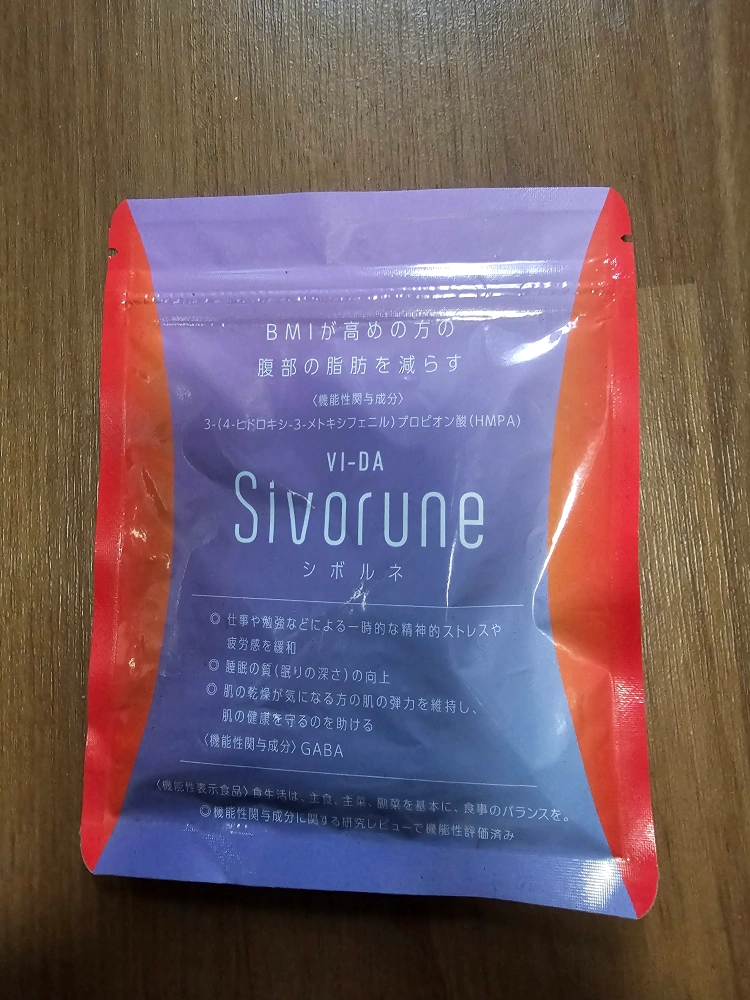 BMIが高めの方の
腹部の脂肪を減らす
〈機能性関与成分〉
3-(4-ヒドロキシ-3-メトキシフェニル)プロピオン酸(HMPA)
VI-DA
Sivorune
シボルネ
◎ 仕事や勉強などによる一時的な精神的ストレスや
疲労感を緩和
◎ 睡眠の質(眠りの深さ)の向上
◎ 肌の乾燥が気になる方の肌の弾力を維持し、
肌の健康を守るのを助ける
〈機能性関与成分〉GABA
〈機能性表示食品〉食生活は、主食、主菜、副菜を基本に、食事のバランスを。
◎機能性関与成分に関する研究レビューで機能性評価済み